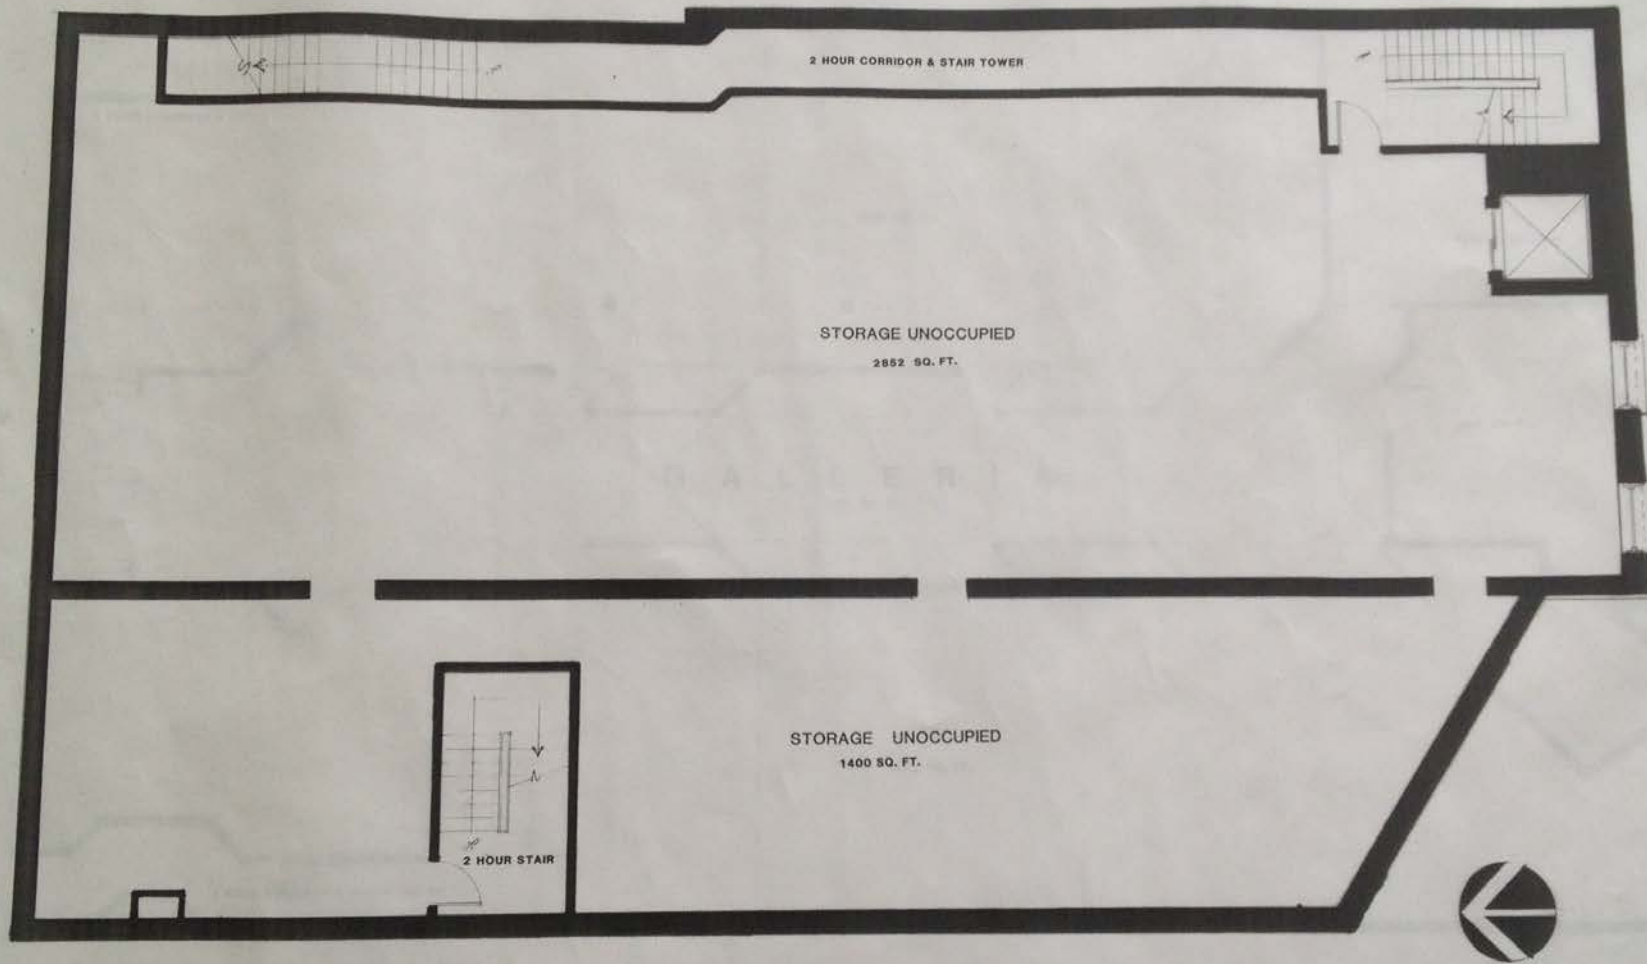 2 HOUR CORRIDOR & STAIR TOWER
STORAGE UNOCCUPIED
2852 SQ. FT.
STORAGE UNOCCUPIED
1400 SQ. FT.
2 HOUR STAIR